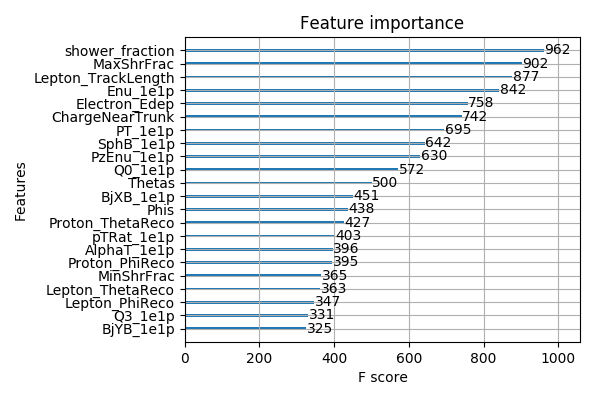 Feature importance
Features
shower_fraction 962
MaxShrFrac 902
Lepton_TrackLength 877
Enu_1e1p 842
Electron_Edep 758
ChargeNearTrunk 742
PT_1e1p 695
SphB_1e1p 642
PzEnu_1e1p 630
Q0_1e1p 572
Thetas 500
BjXB_1e1p 451
Phis 438
Proton_ThetaReco 427
pTRat_1e1p 403
AlphaT_1e1p 396
Proton_PhiReco 395
MinShrFrac 365
Lepton_ThetaReco 363
Lepton_PhiReco 347
Q3_1e1p 331
BjYB_1e1p 325
0 200 400 600 800 1000
F score